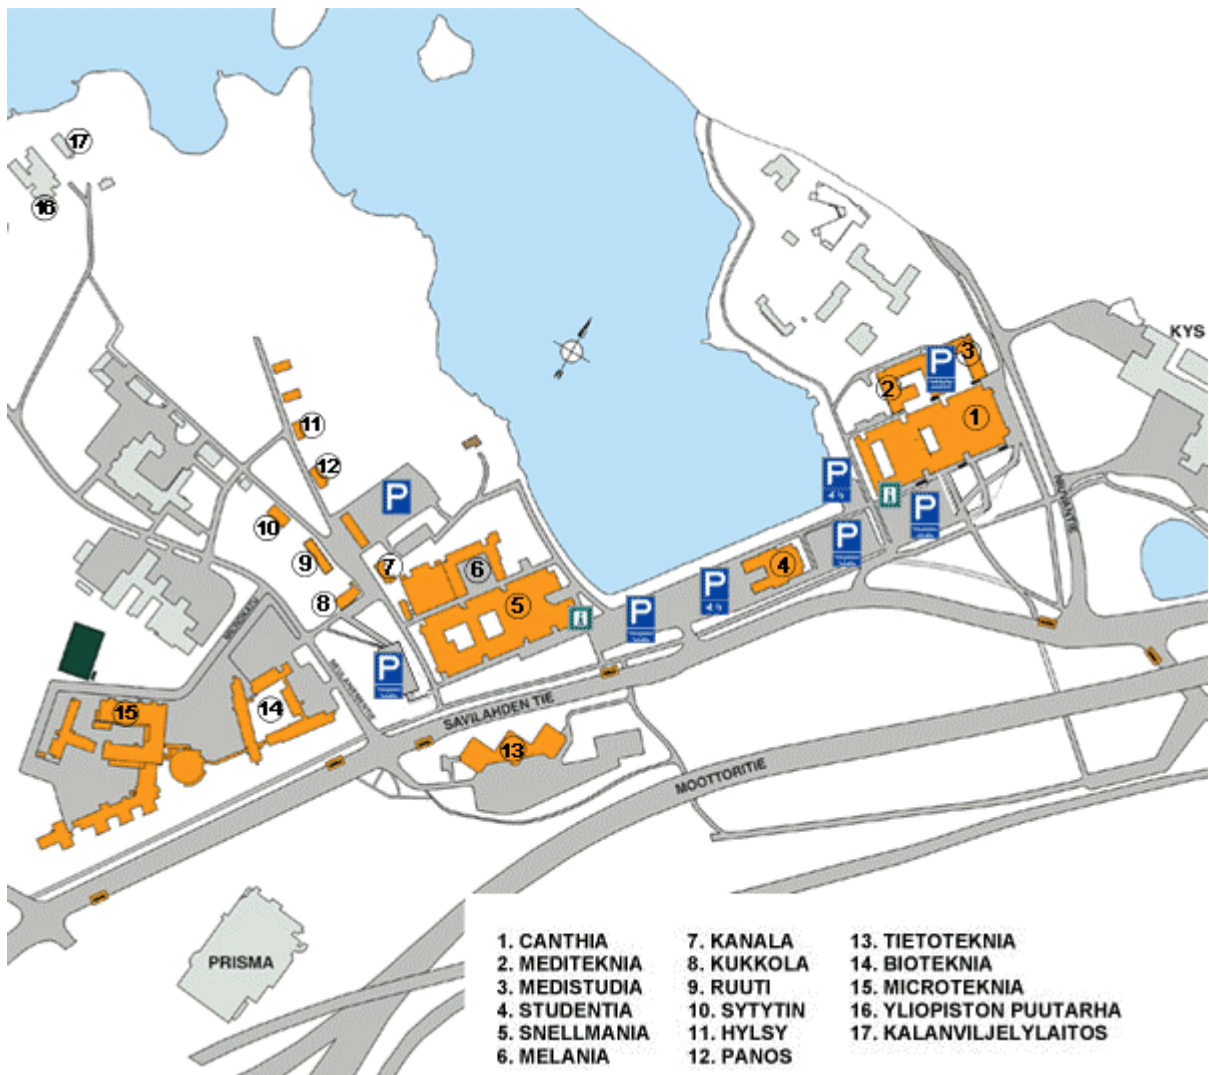 17
16
KYS
3
P
2
1
11
P
i
12
P
P
10
P
NIIRANTIE
9
7
6
4
P
8
5
i
P
MICROKATU
P
NEULANIEMENTIE
14
15
SAVILAHDEN TIE
13
MOOTTORITIE
PRISMA
1. CANTHIA
2. MEDITEKNIA
3. MEDISTUDIA
4. STUDENTIA
5. SNELLMANIA
6. MELANIA
7. KANALA
8. KUKKOLA
9. RUUTI
10. SYTYTIN
11. HYLSY
12. PANOS
13. TIETOTEKNIA
14. BIOTEKNIA
15. MICROTEKNIA
16. YLIOPISTON PUUTARHA
17. KALANVILJELYLAITOS